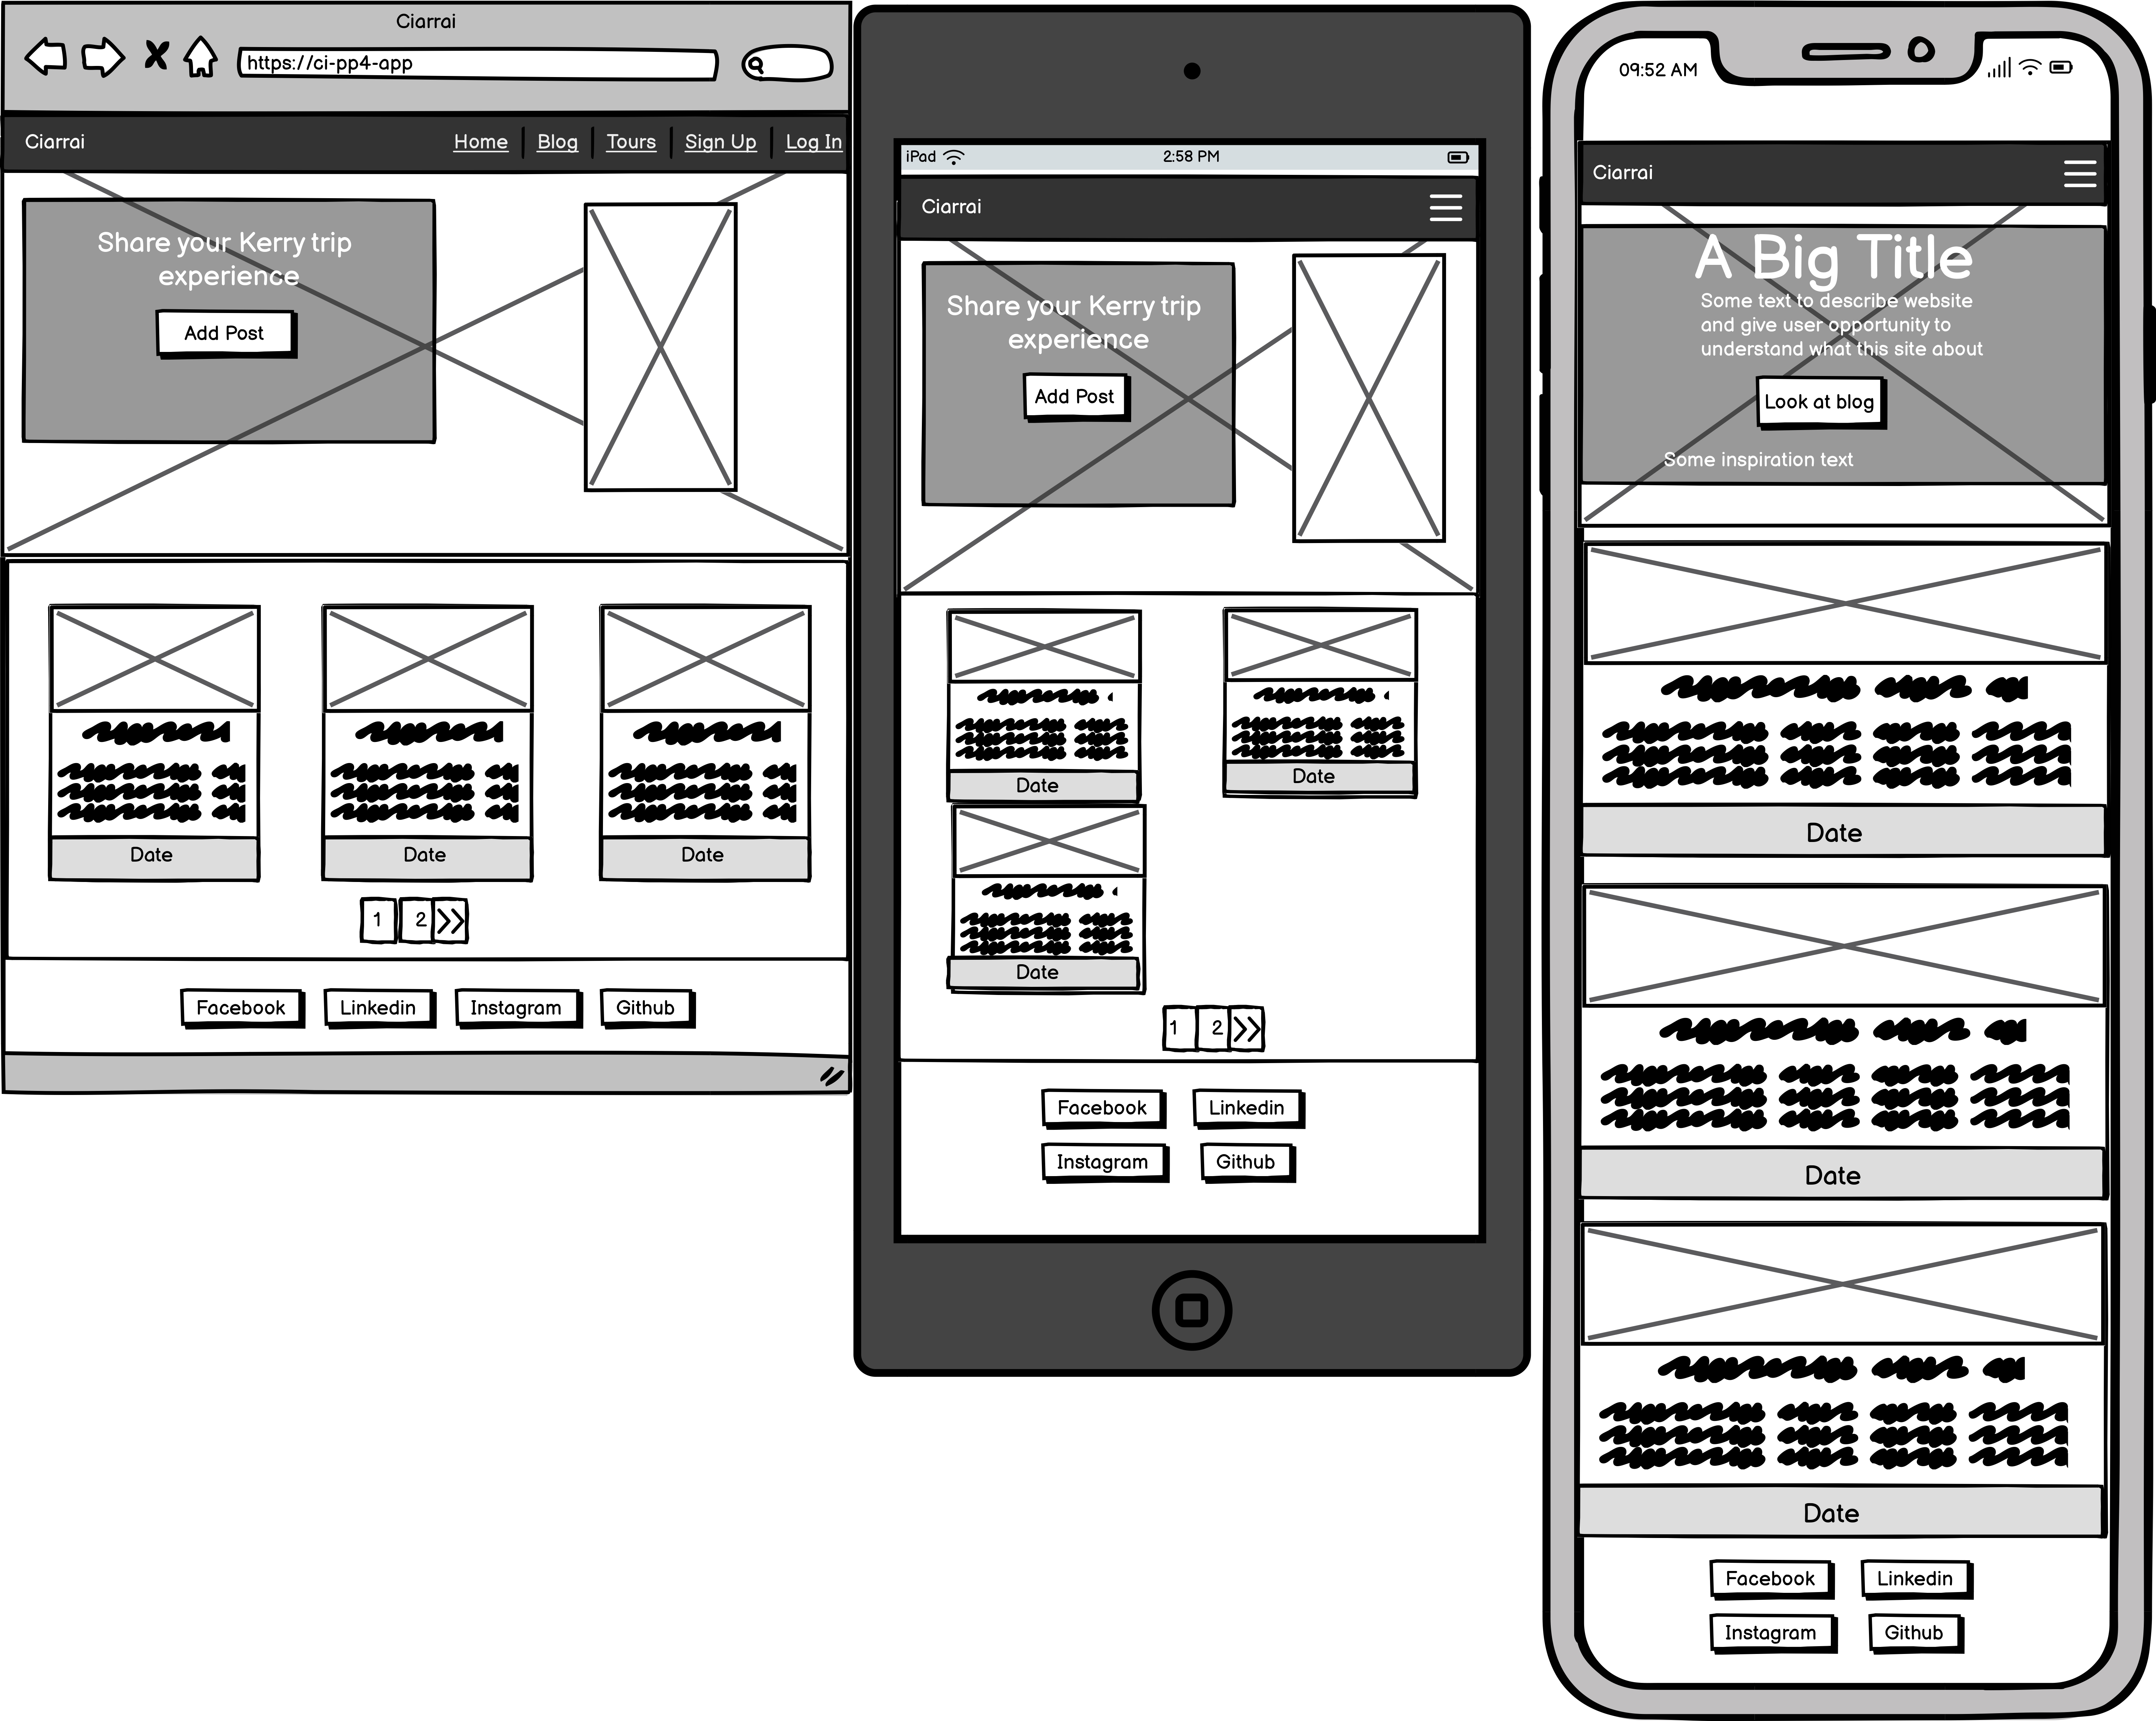 Ciarrai
https://ci-pp4-app
Ciarrai Home Blog Tours Sign Up Log In
Share your Kerry trip
experience
Add Post
Date Date Date
1 2
Facebook Linkedin Instagram Github
iPad 2:58 PM
Ciarrai
Share your Kerry trip
experience
Add Post
Date Date
Date
1 2
Facebook Linkedin
Instagram Github
09:52 AM
Ciarrai
A Big Title
Some text to describe website
and give user opportunity to
understand what this site about
Look at blog
Some inspiration text
Date
Date
Date
Facebook Linkedin
Instagram Github